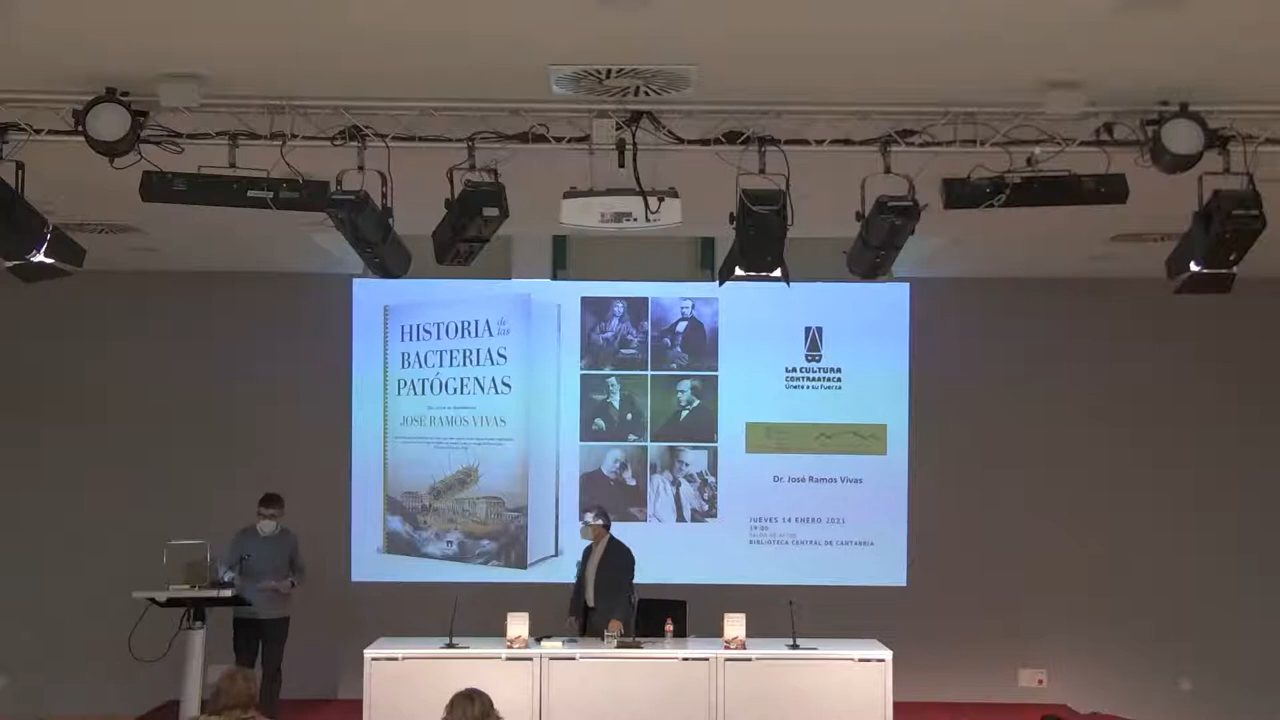 HISTORIA de las
BACTERIAS
PATÓGENAS
JOSÉ RAMOS VIVAS
LA CULTURA
CONTRAATACA
Únete a su fuerza
Dr. José Ramos Vivas
JUEVES 14 ENERO 2021
19:00
SALÓN DE ACTOS
BIBLIOTECA CENTRAL DE CANTABRIA